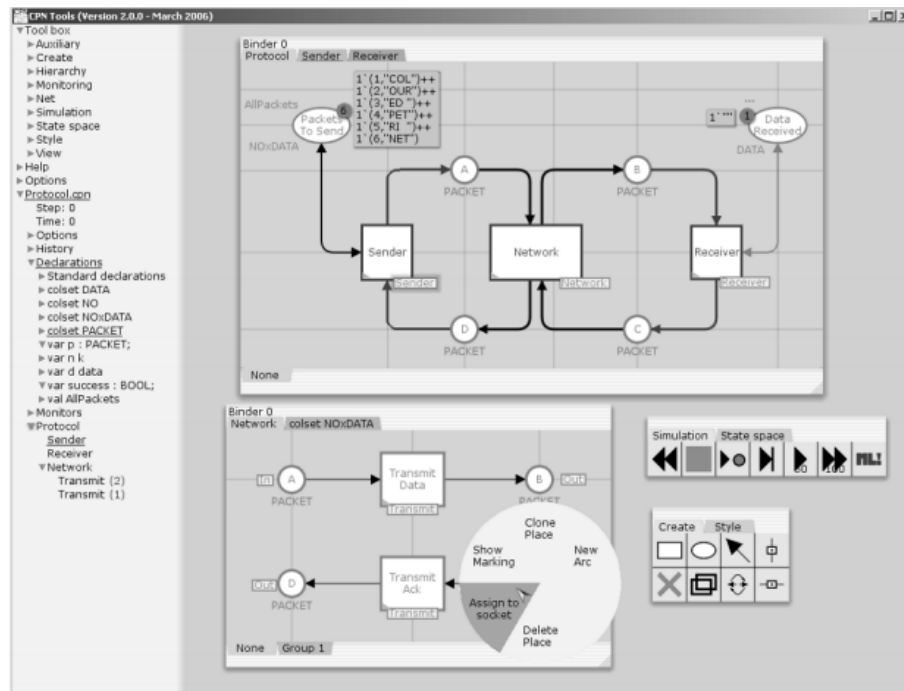 CPN Tools (Version 2.0.0 - March 2006)
Tool box
Auxiliary
Create
Hierarchy
Monitoring
Net
Simulation
State space
Style
View
Help
Options
Protocol.cpn
Step: 0
Time: 0
Options
History
Declarations
Standard declarations
colset DATA
colset NO
colset NOxDATA
colset PACKET
var p : PACKET;
var n k
var d data
var success : BOOL;
val AllPackets
Monitors
Protocol
Sender
Receiver
Network
Transmit (2)
Transmit (1)
Binder 0
Protocol Sender Receiver
AllPackets
Packets
To Send
6
NOxDATA
1`(1,"COL")++
1`(2,"OUR")++
1`(3,"ED ")++
1`(4,"PET")++
1`(5,"RI ")++
1`(6,"NET")
1`""
1
""
Data
Received
DATA
A
PACKET
B
PACKET
Sender
Sender
Network
Network
Receiver
Receiver
D
PACKET
C
PACKET
None
Binder 0
Network colset NOxDATA
In
A
PACKET
Transmit
Data
Transmit
B
Out
PACKET
Out
D
PACKET
Transmit
Ack
Transmit
Clone
Place
Show
Marking
New
Arc
Assign to
socket
Delete
Place
None Group 1
Simulation State space
50
100
ML!
Create Style